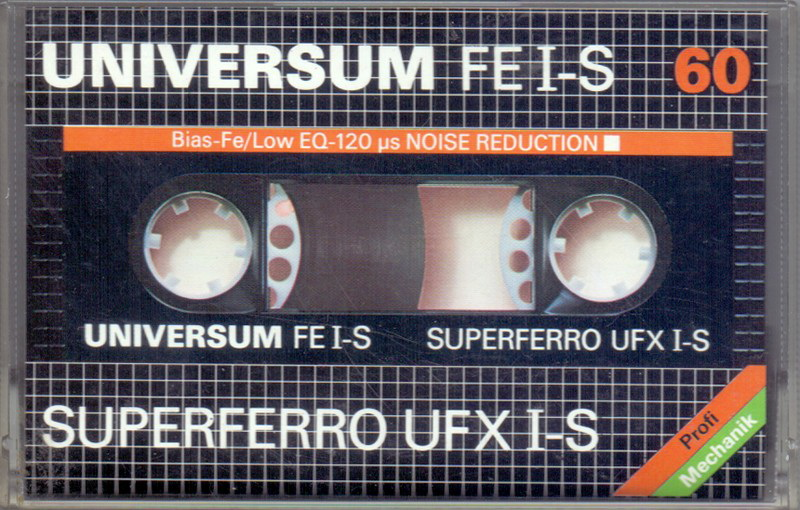 UNIVERSUM FE I-S 60
Bias-Fe/Low EQ-120 µs NOISE REDUCTION
UNIVERSUM FE I-S SUPERFERRO UFX I-S
SUPERFERRO UFX I-S
Profi
Mechanik